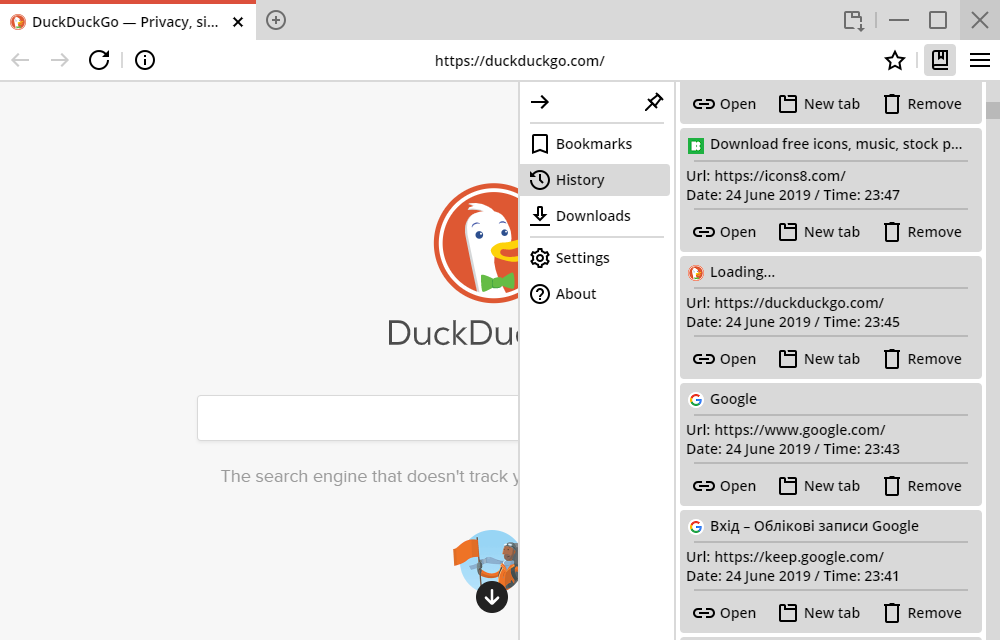 DuckDuckGo — Privacy, si...
https://duckduckgo.com/
DuckDu
The search engine that doesn't track
Bookmarks
History
Downloads
Settings
About
Open New tab Remove
Download free icons, music, stock p...
Url: https://icons8.com/
Date: 24 June 2019 / Time: 23:47
Open New tab Remove
Loading...
Url: https://duckduckgo.com/
Date: 24 June 2019 / Time: 23:45
Open New tab Remove
Google
Url: https://www.google.com/
Date: 24 June 2019 / Time: 23:43
Open New tab Remove
Вхід – Облікові записи Google
Url: https://keep.google.com/
Date: 24 June 2019 / Time: 23:41
Open New tab Remove